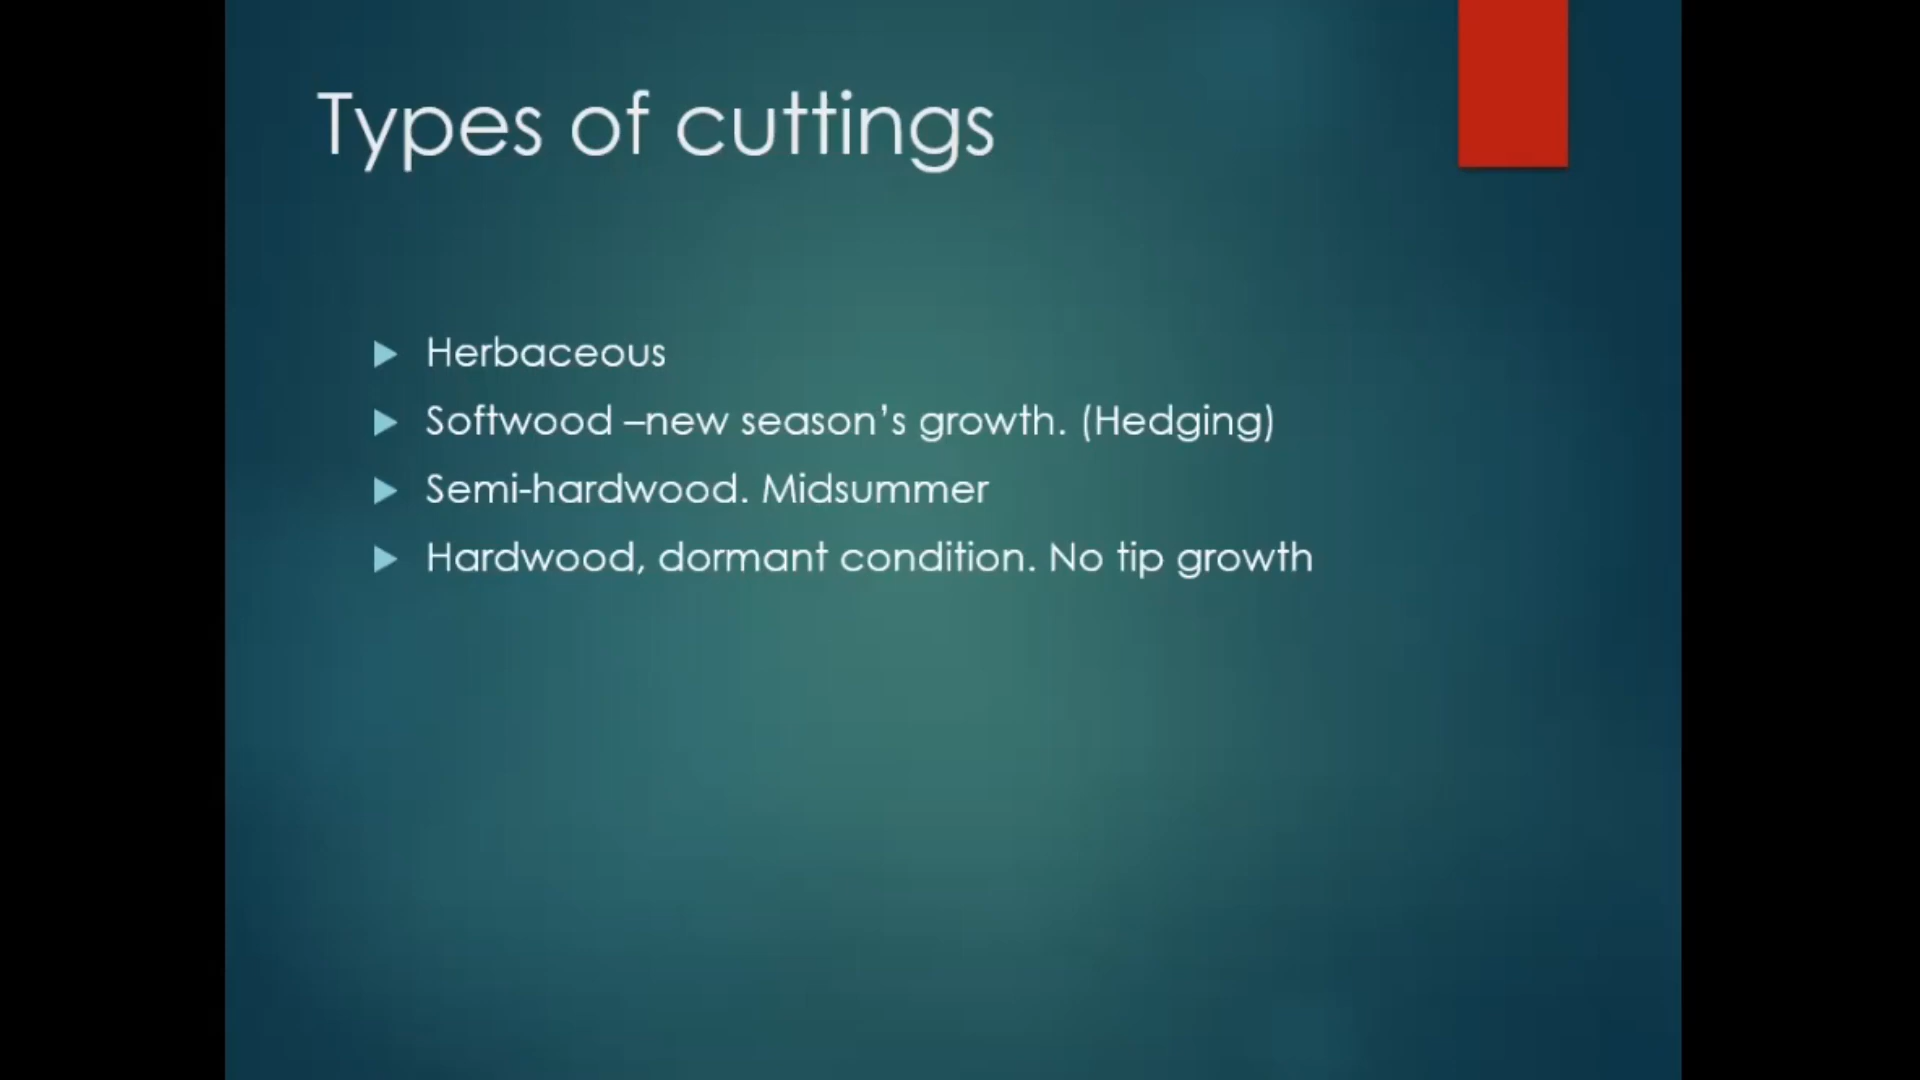 Types of cuttings
Herbaceous
Softwood –new season’s growth. (Hedging)
Semi-hardwood. Midsummer
Hardwood, dormant condition. No tip growth